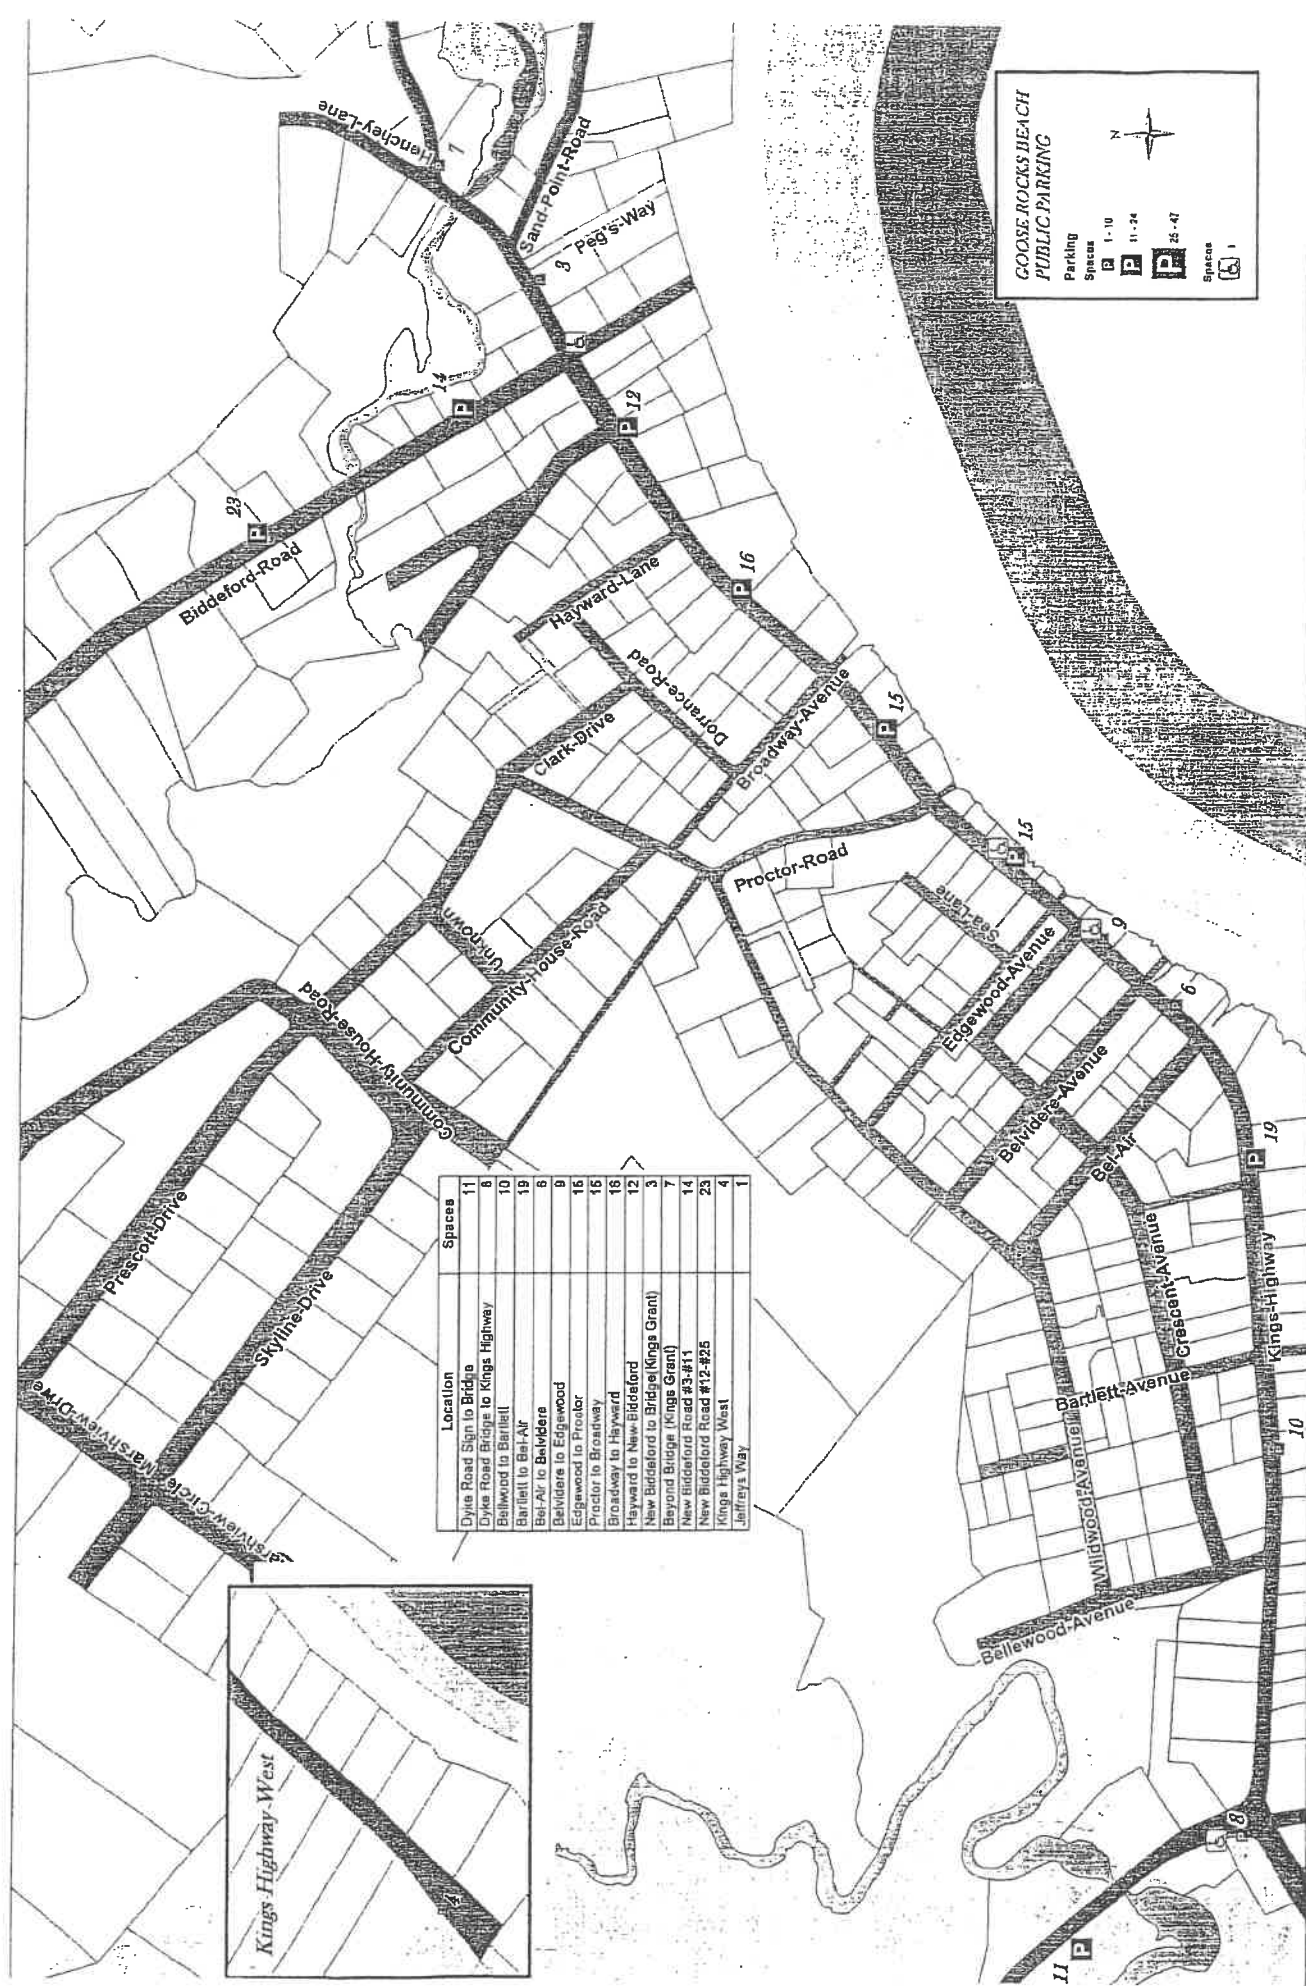 GOOSE ROCKS BEACH
PUBLIC PARKING
Parking
Spaces
P 1 - 10
P 11 - 24
P 25 - 47
Spaces
1
N
Kings-Highway-West
4
Location Spaces
Dyke Road Sign to Bridge 11
Dyke Road Bridge to Kings Highway 8
Bellwood to Bartlett 10
Bartlett to Bel-Air 19
Bel-Air to Belvidere 6
Belvidere to Edgewood 9
Edgewood to Proctor 15
Proctor to Broadway 15
Broadway to Hayward 16
Hayward to New Biddeford 12
New Biddeford to Bridge(Kings Grant) 3
Beyond Bridge (Kings Grant) 7
New Biddeford Road #3-#11 14
New Biddeford Road #12-#25 23
Kings Highway West 4
Jeffreys Way 1
Marshview-Drive
Marshview-Circle
Prescott-Drive
Skyline-Drive
Community-House-Road
Community-House-Road
Unknown
Biddeford-Road
P 23
P 14
Henchey-Lane
7
Sand-Point-Road
Peg's-Way
3
P 12
Hayward-Lane
P 16
Dorrance-Road
Clark-Drive
Broadway-Avenue
P 15
Proctor-Road
P 15
Sea-Lane
Edgewood-Avenue
9
6
Belvidere-Avenue
Bel-Air
P 19
Crescent-Avenue
Kings-Highway
Bartlett-Avenue
10
Wildwood-Avenue
Bellewood-Avenue
8
P 11